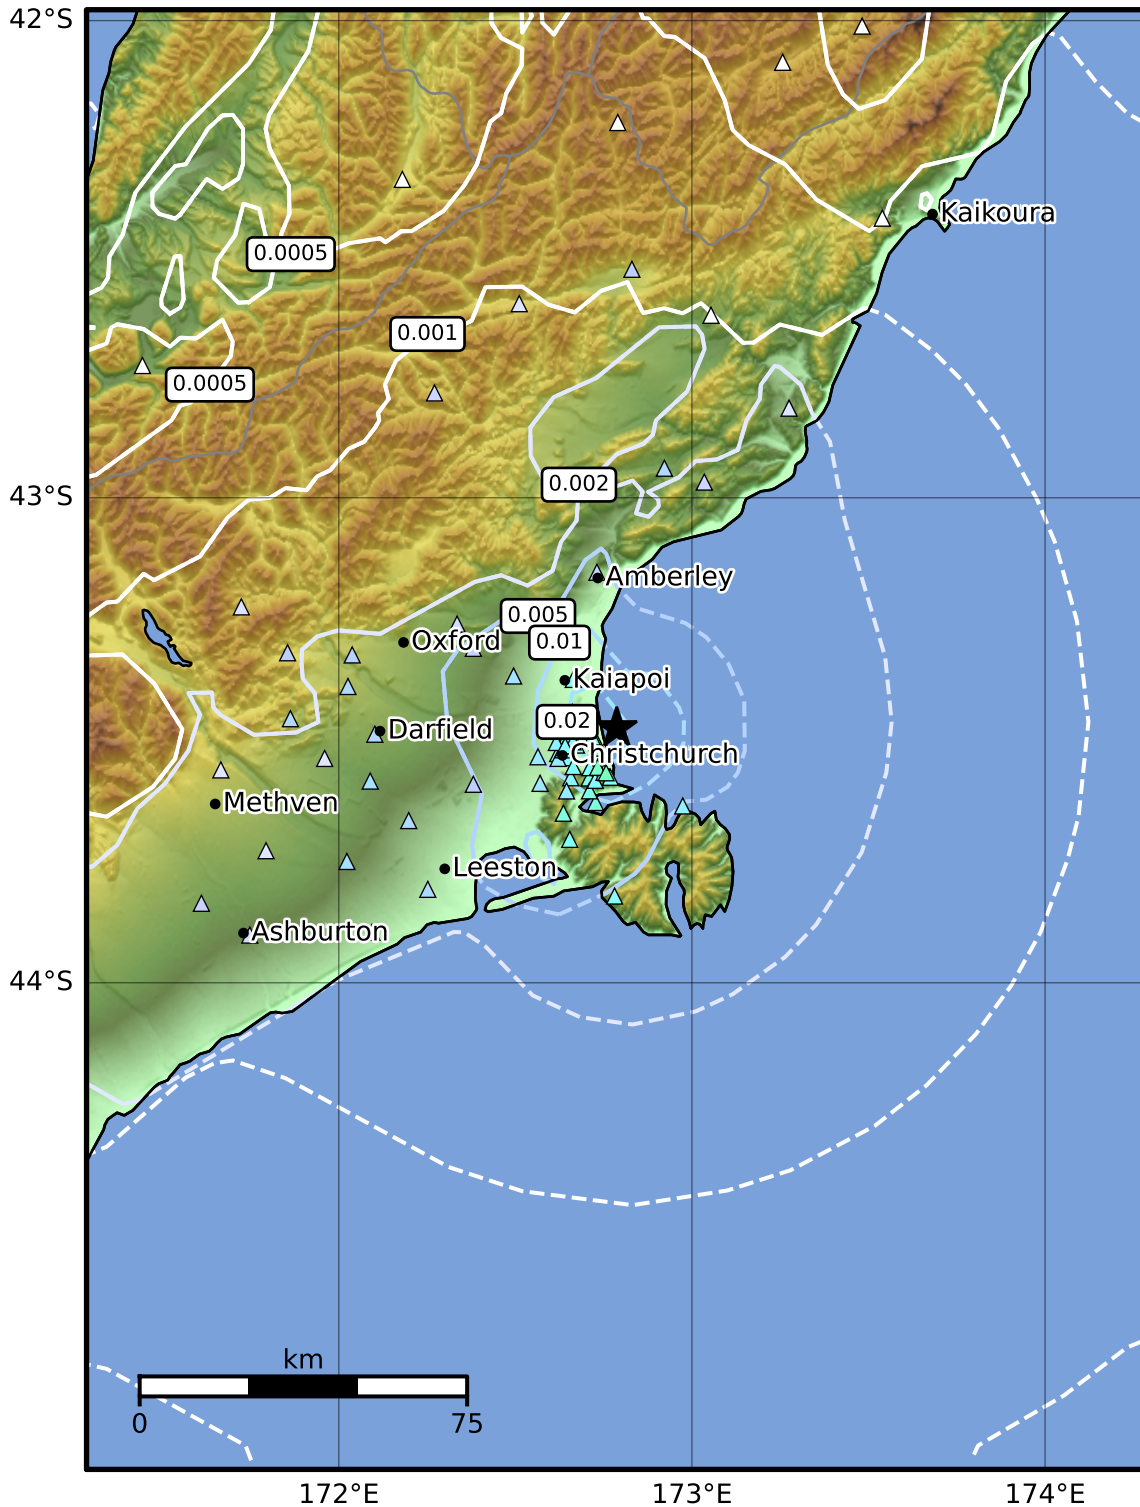 42°S
Kaikoura
0.0005
0.001
0.0005
43°S
0.002
Amberley
0.005
Oxford
0.01
Kaiapoi
0.02
Darfield
Christchurch
Methven
Leeston
Ashburton
44°S
km
0 75
172°E 173°E 174°E